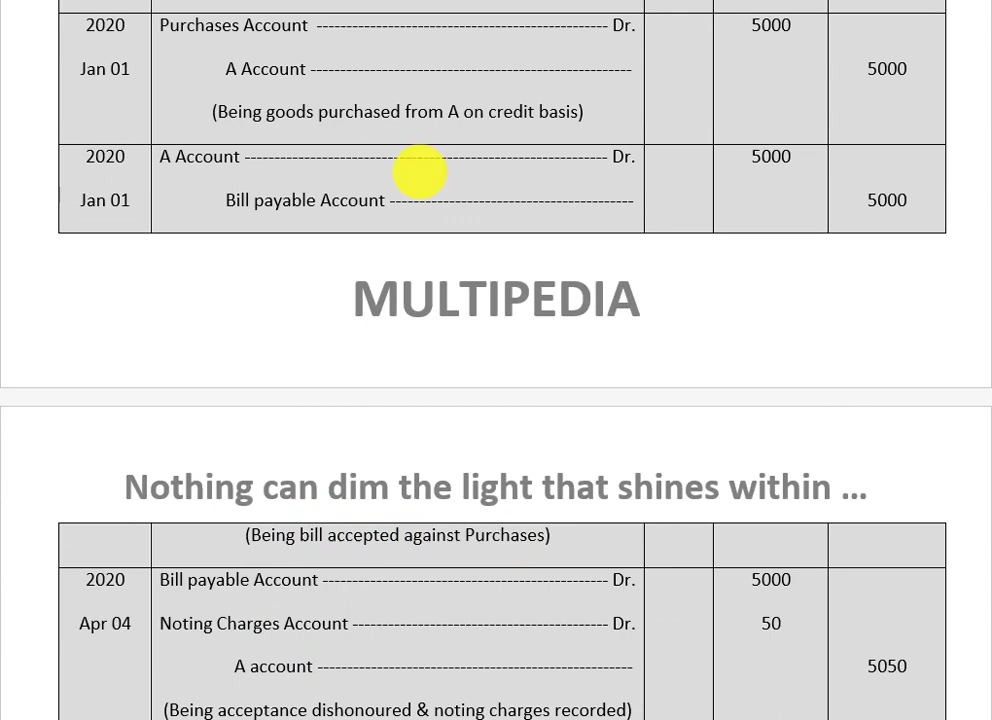 2020 Purchases Account ------------------------------------------------- Dr. 5000
Jan 01 A Account ------------------------------------------------------ 5000
(Being goods purchased from A on credit basis)
2020 A Account ------------------------------------------------------------- Dr. 5000
Jan 01 Bill payable Account ----------------------------------------- 5000
MULTIPEDIA
Nothing can dim the light that shines within ...
(Being bill accepted against Purchases)
2020 Bill payable Account ------------------------------------------------ Dr. 5000
Apr 04 Noting Charges Account ------------------------------------------- Dr. 50
A account ----------------------------------------------------- 5050
(Being acceptance dishonoured & noting charges recorded)